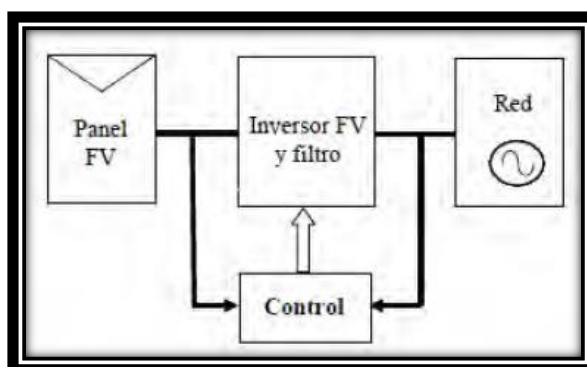 Panel
FV
Inversor FV
y filtro
Red
Control